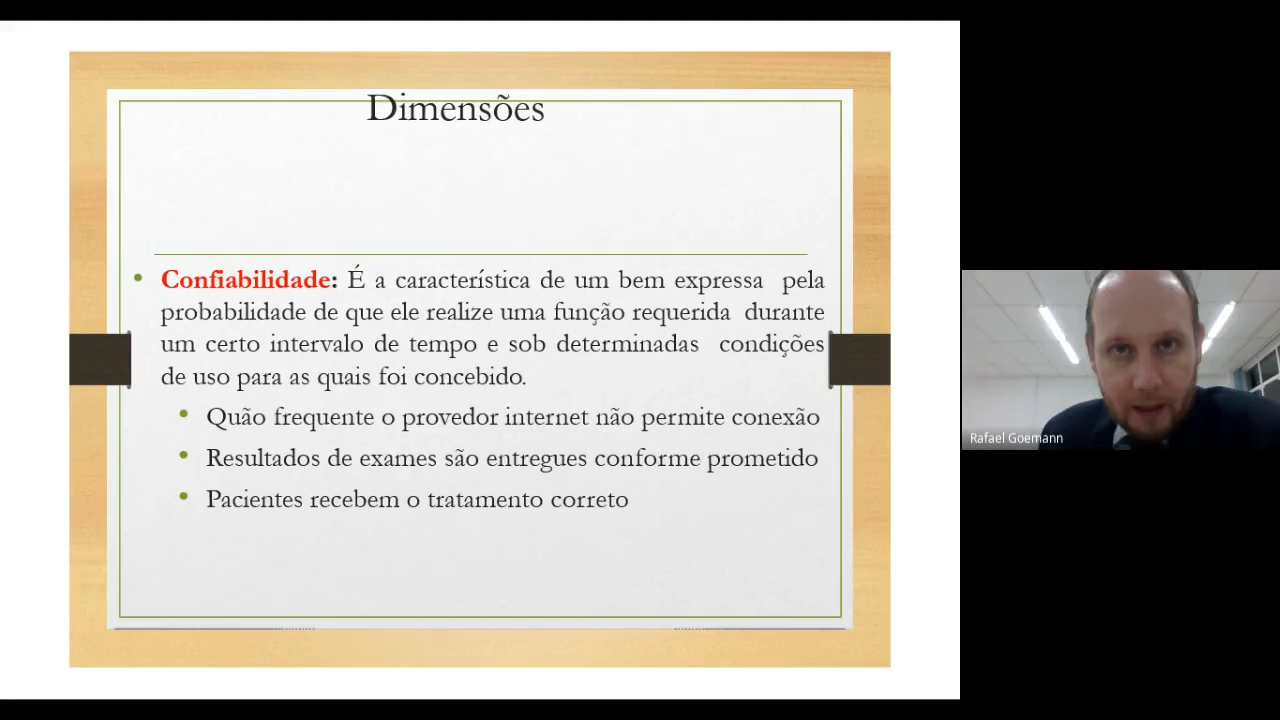 Dimensões
• Confiabilidade: É a característica de um bem expressa pela
probabilidade de que ele realize uma função requerida durante
um certo intervalo de tempo e sob determinadas condições
de uso para as quais foi concebido.
• Quão frequente o provedor internet não permite conexão
• Resultados de exames são entregues conforme prometido
• Pacientes recebem o tratamento correto
Rafael Goemann